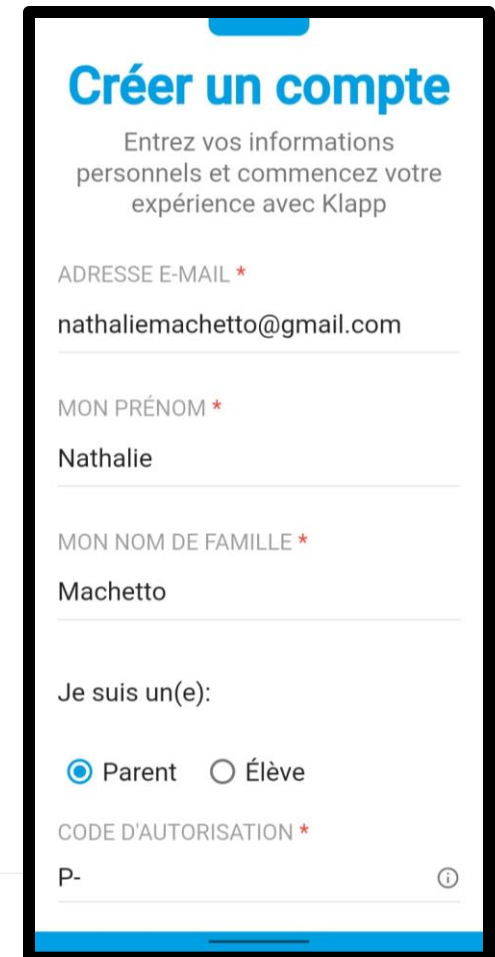 Créer un compte
Entrez vos informations
personnels et commencez votre
expérience avec Klapp
ADRESSE E-MAIL *
nathaliemachetto@gmail.com
MON PRÉNOM *
Nathalie
MON NOM DE FAMILLE *
Machetto
Je suis un(e):
Parent Élève
CODE D'AUTORISATION *
P-